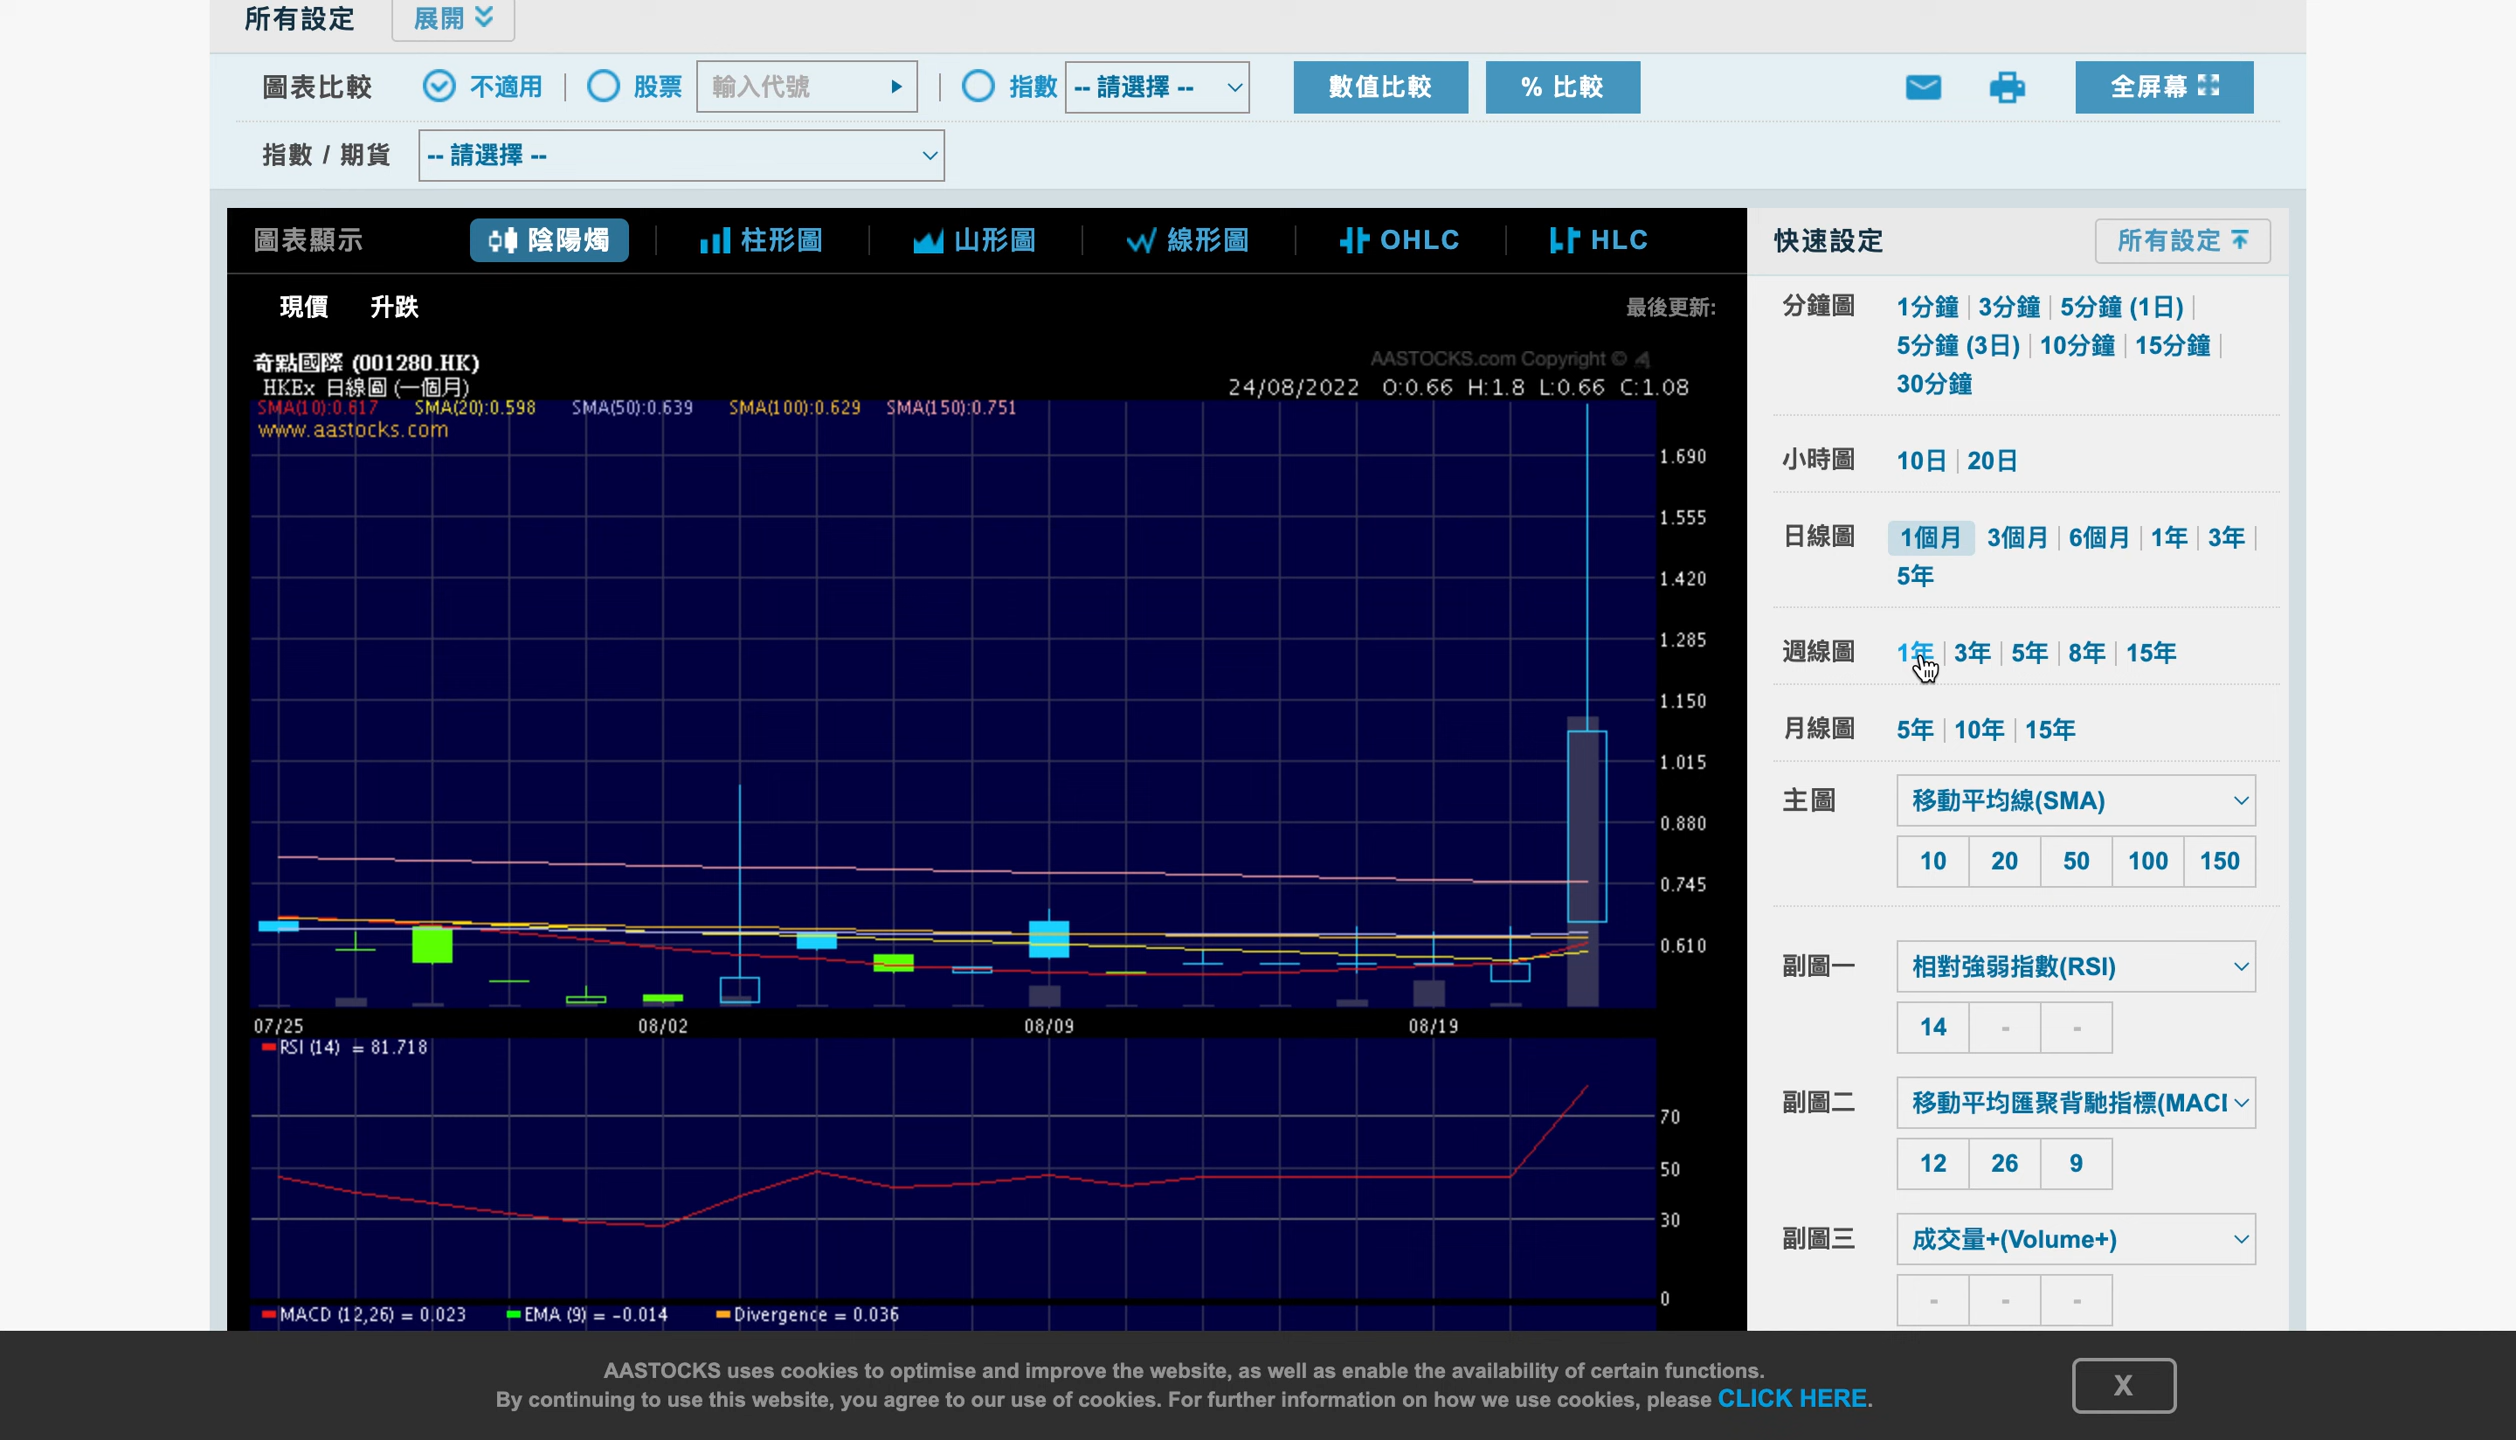 所有設定 展開
圖表比較 不適用 | 股票 輸入代號 | 指數 -- 請選擇 -- 數值比較 % 比較 全屏幕
指數 / 期貨 -- 請選擇 --
圖表顯示 陰陽燭 | 柱形圖 | 山形圖 | 線形圖 | OHLC | HLC
現價 升跌 最後更新:
奇點國際 (001280.HK) AASTOCKS.com Copyright ©
HKEx 日線圖 (一個月) 24/08/2022 O:0.66 H:1.8 L:0.66 C:1.08
SMA(10):0.617 SMA(20):0.598 SMA(50):0.639 SMA(100):0.629 SMA(150):0.751
www.aastocks.com
1.690
1.555
1.420
1.285
1.150
1.015
0.880
0.745
0.610
07/25 08/02 08/09 08/19
RSI (14) = 81.718
70
50
30
0
MACD (12,26) = 0.023 EMA (9) = -0.014 Divergence = 0.036
快速設定 所有設定
分鐘圖 1分鐘 | 3分鐘 | 5分鐘 (1日) |
5分鐘 (3日) | 10分鐘 | 15分鐘 |
30分鐘
小時圖 10日 | 20日
日線圖 1個月 3個月 | 6個月 | 1年 | 3年 |
5年
週線圖 1年 | 3年 | 5年 | 8年 | 15年
月線圖 5年 | 10年 | 15年
主圖 移動平均線(SMA)
10 20 50 100 150
副圖一 相對強弱指數(RSI)
14 - -
副圖二 移動平均匯聚背馳指標(MACI
12 26 9
副圖三 成交量+(Volume+)
- - -
AASTOCKS uses cookies to optimise and improve the website, as well as enable the availability of certain functions.
By continuing to use this website, you agree to our use of cookies. For further information on how we use cookies, please CLICK HERE.
X